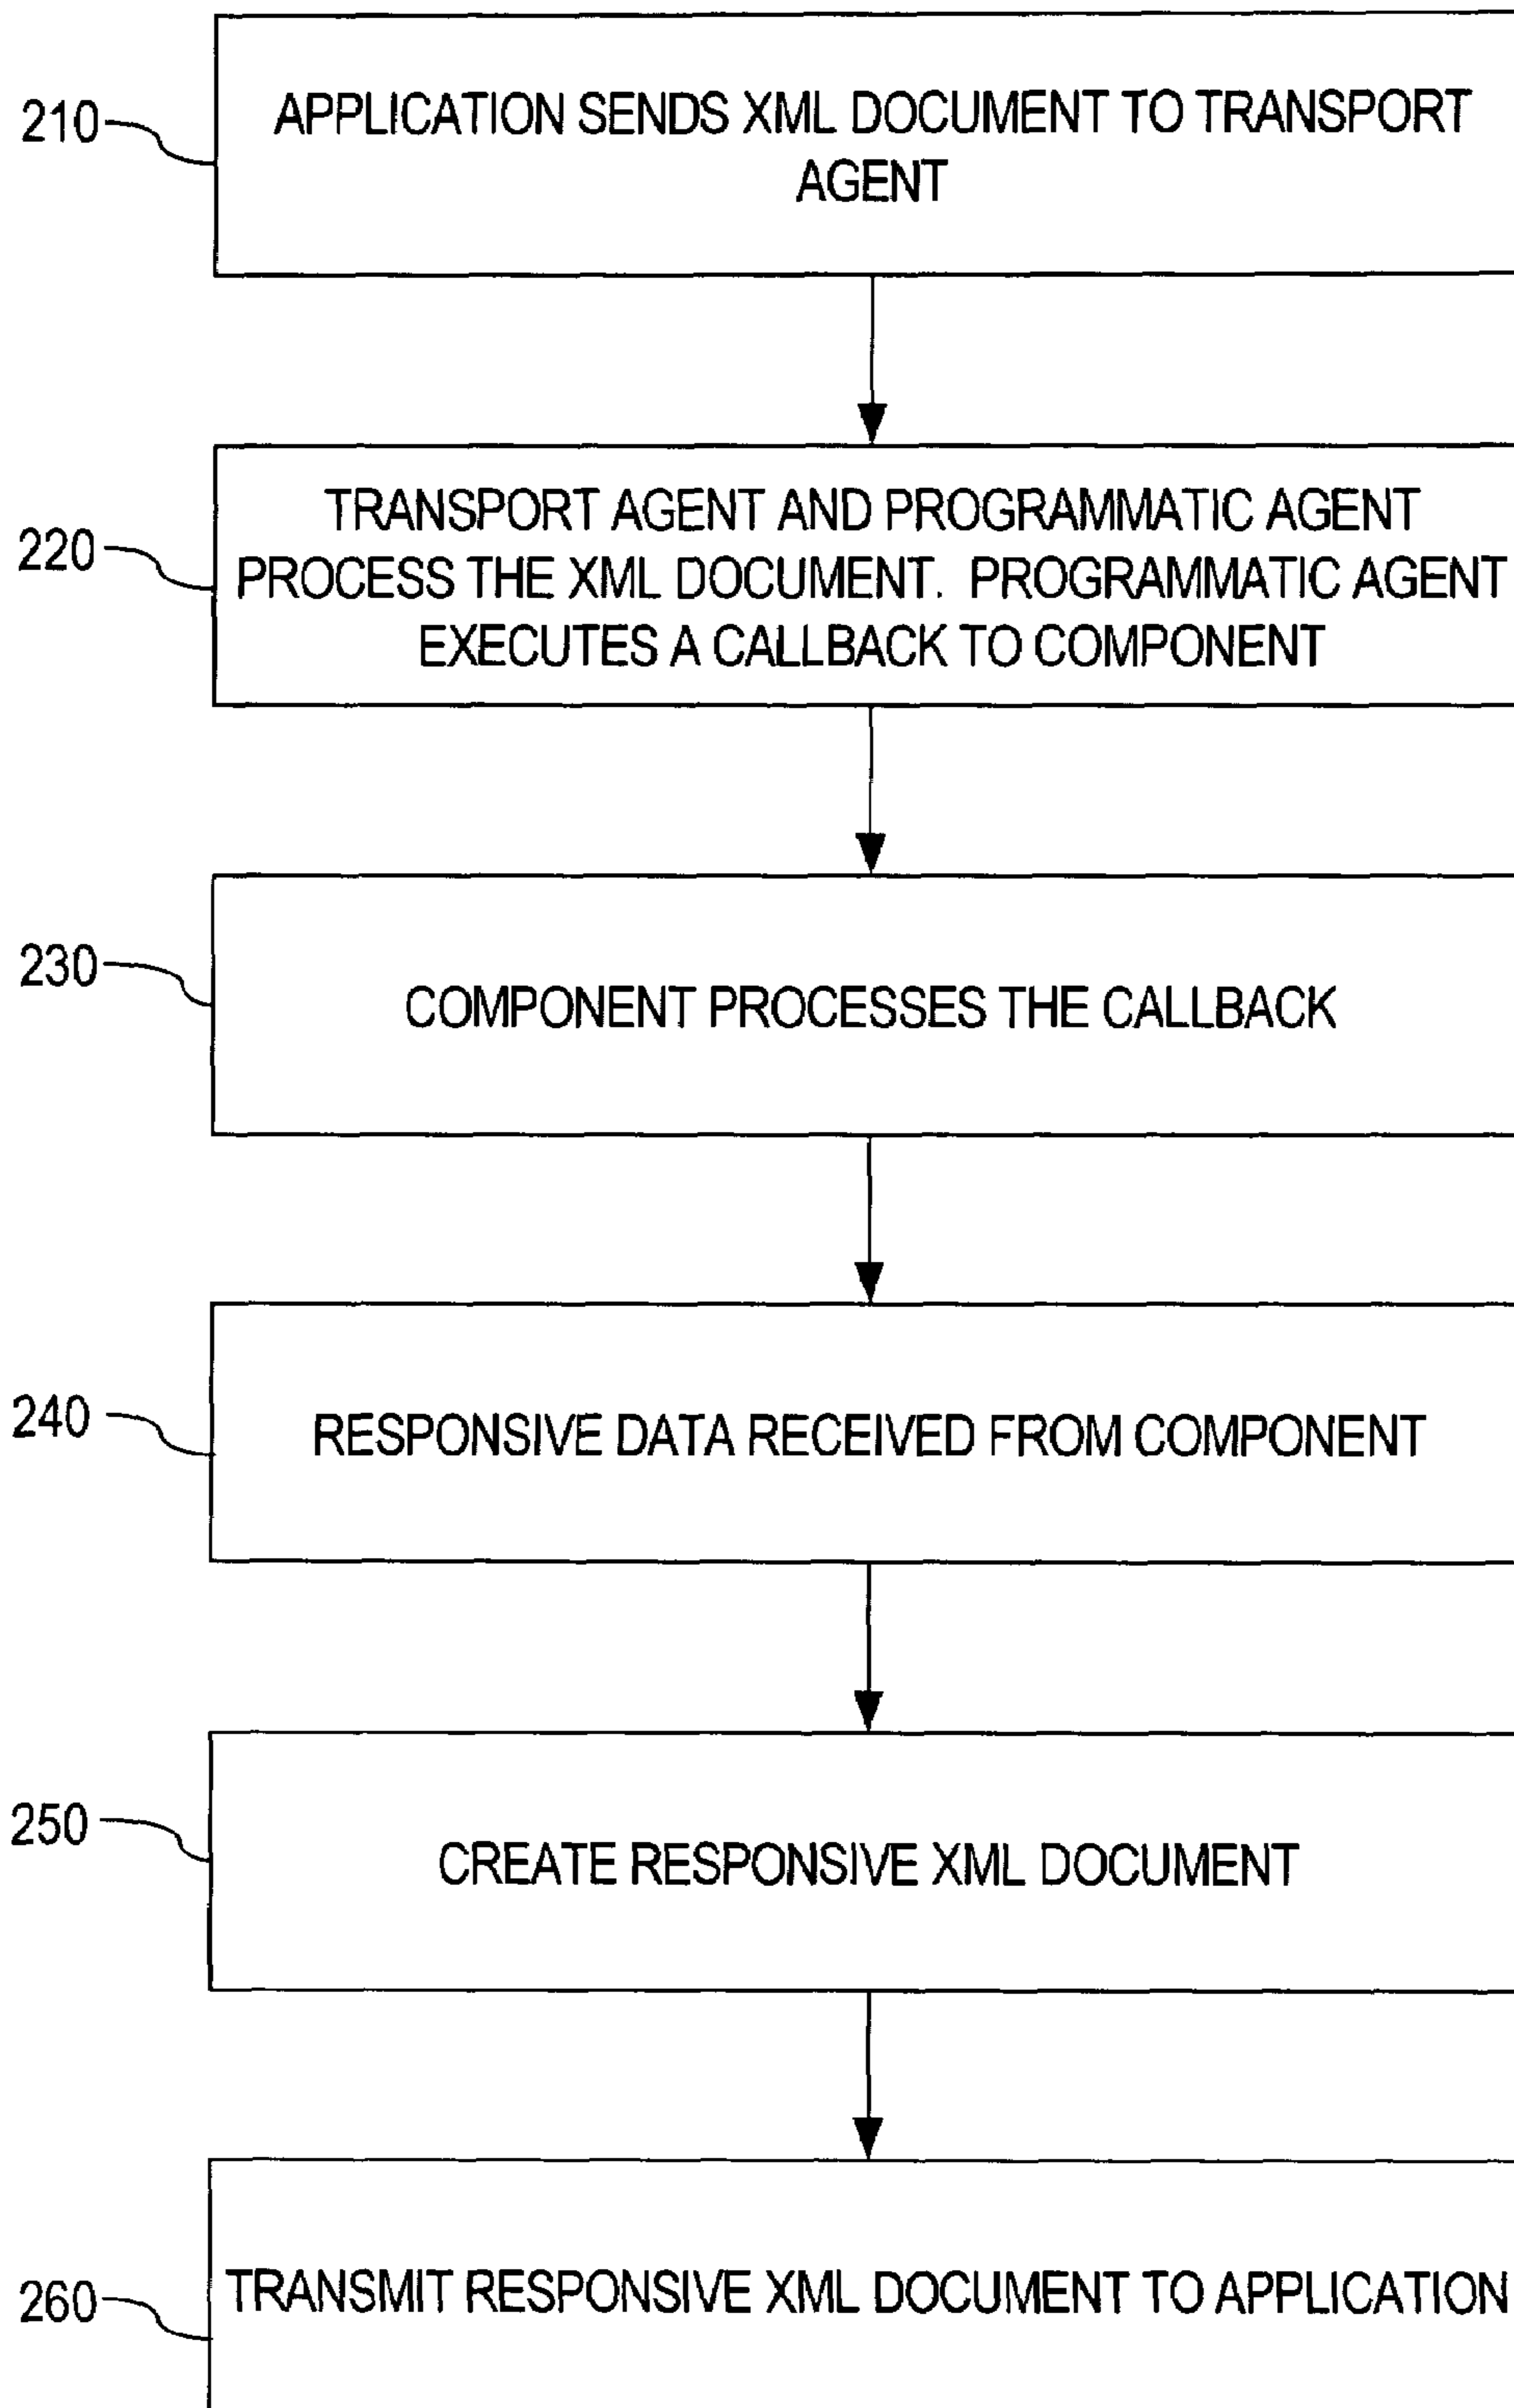 210
APPLICATION SENDS XML DOCUMENT TO TRANSPORT
AGENT
220
TRANSPORT AGENT AND PROGRAMMATIC AGENT
PROCESS THE XML DOCUMENT. PROGRAMMATIC AGENT
EXECUTES A CALLBACK TO COMPONENT
230
COMPONENT PROCESSES THE CALLBACK
240
RESPONSIVE DATA RECEIVED FROM COMPONENT
250
CREATE RESPONSIVE XML DOCUMENT
260
TRANSMIT RESPONSIVE XML DOCUMENT TO APPLICATION